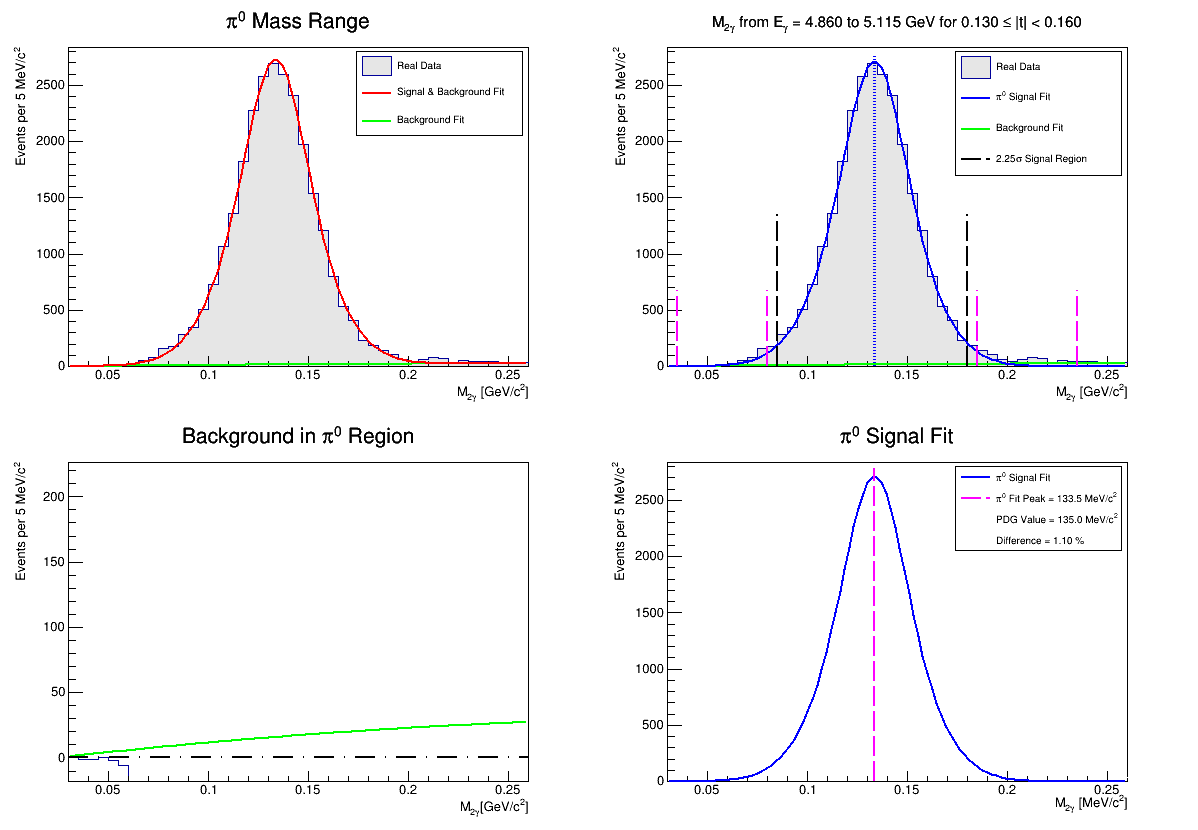 π⁰ Mass Range
Events per 5 MeV/c²
2500
2000
1500
1000
500
0
0.05 0.1 0.15 0.2 0.25
M₂γ [GeV/c²]
Real Data
Signal & Background Fit
Background Fit
M₂γ from Eγ = 4.860 to 5.115 GeV for 0.130 ≤ |t| < 0.160
Events per 5 MeV/c²
2500
2000
1500
1000
500
0
0.05 0.1 0.15 0.2 0.25
M₂γ [GeV/c²]
Real Data
π⁰ Signal Fit
Background Fit
2.25σ Signal Region
Background in π⁰ Region
Events per 5 MeV/c²
200
150
100
50
0
0.05 0.1 0.15 0.2 0.25
M₂γ[GeV/c²]
π⁰ Signal Fit
Events per 5 MeV/c²
2500
2000
1500
1000
500
0
0.05 0.1 0.15 0.2 0.25
M₂γ [MeV/c²]
π⁰ Signal Fit
π⁰ Fit Peak = 133.5 MeV/c²
PDG Value = 135.0 MeV/c²
Difference = 1.10 %